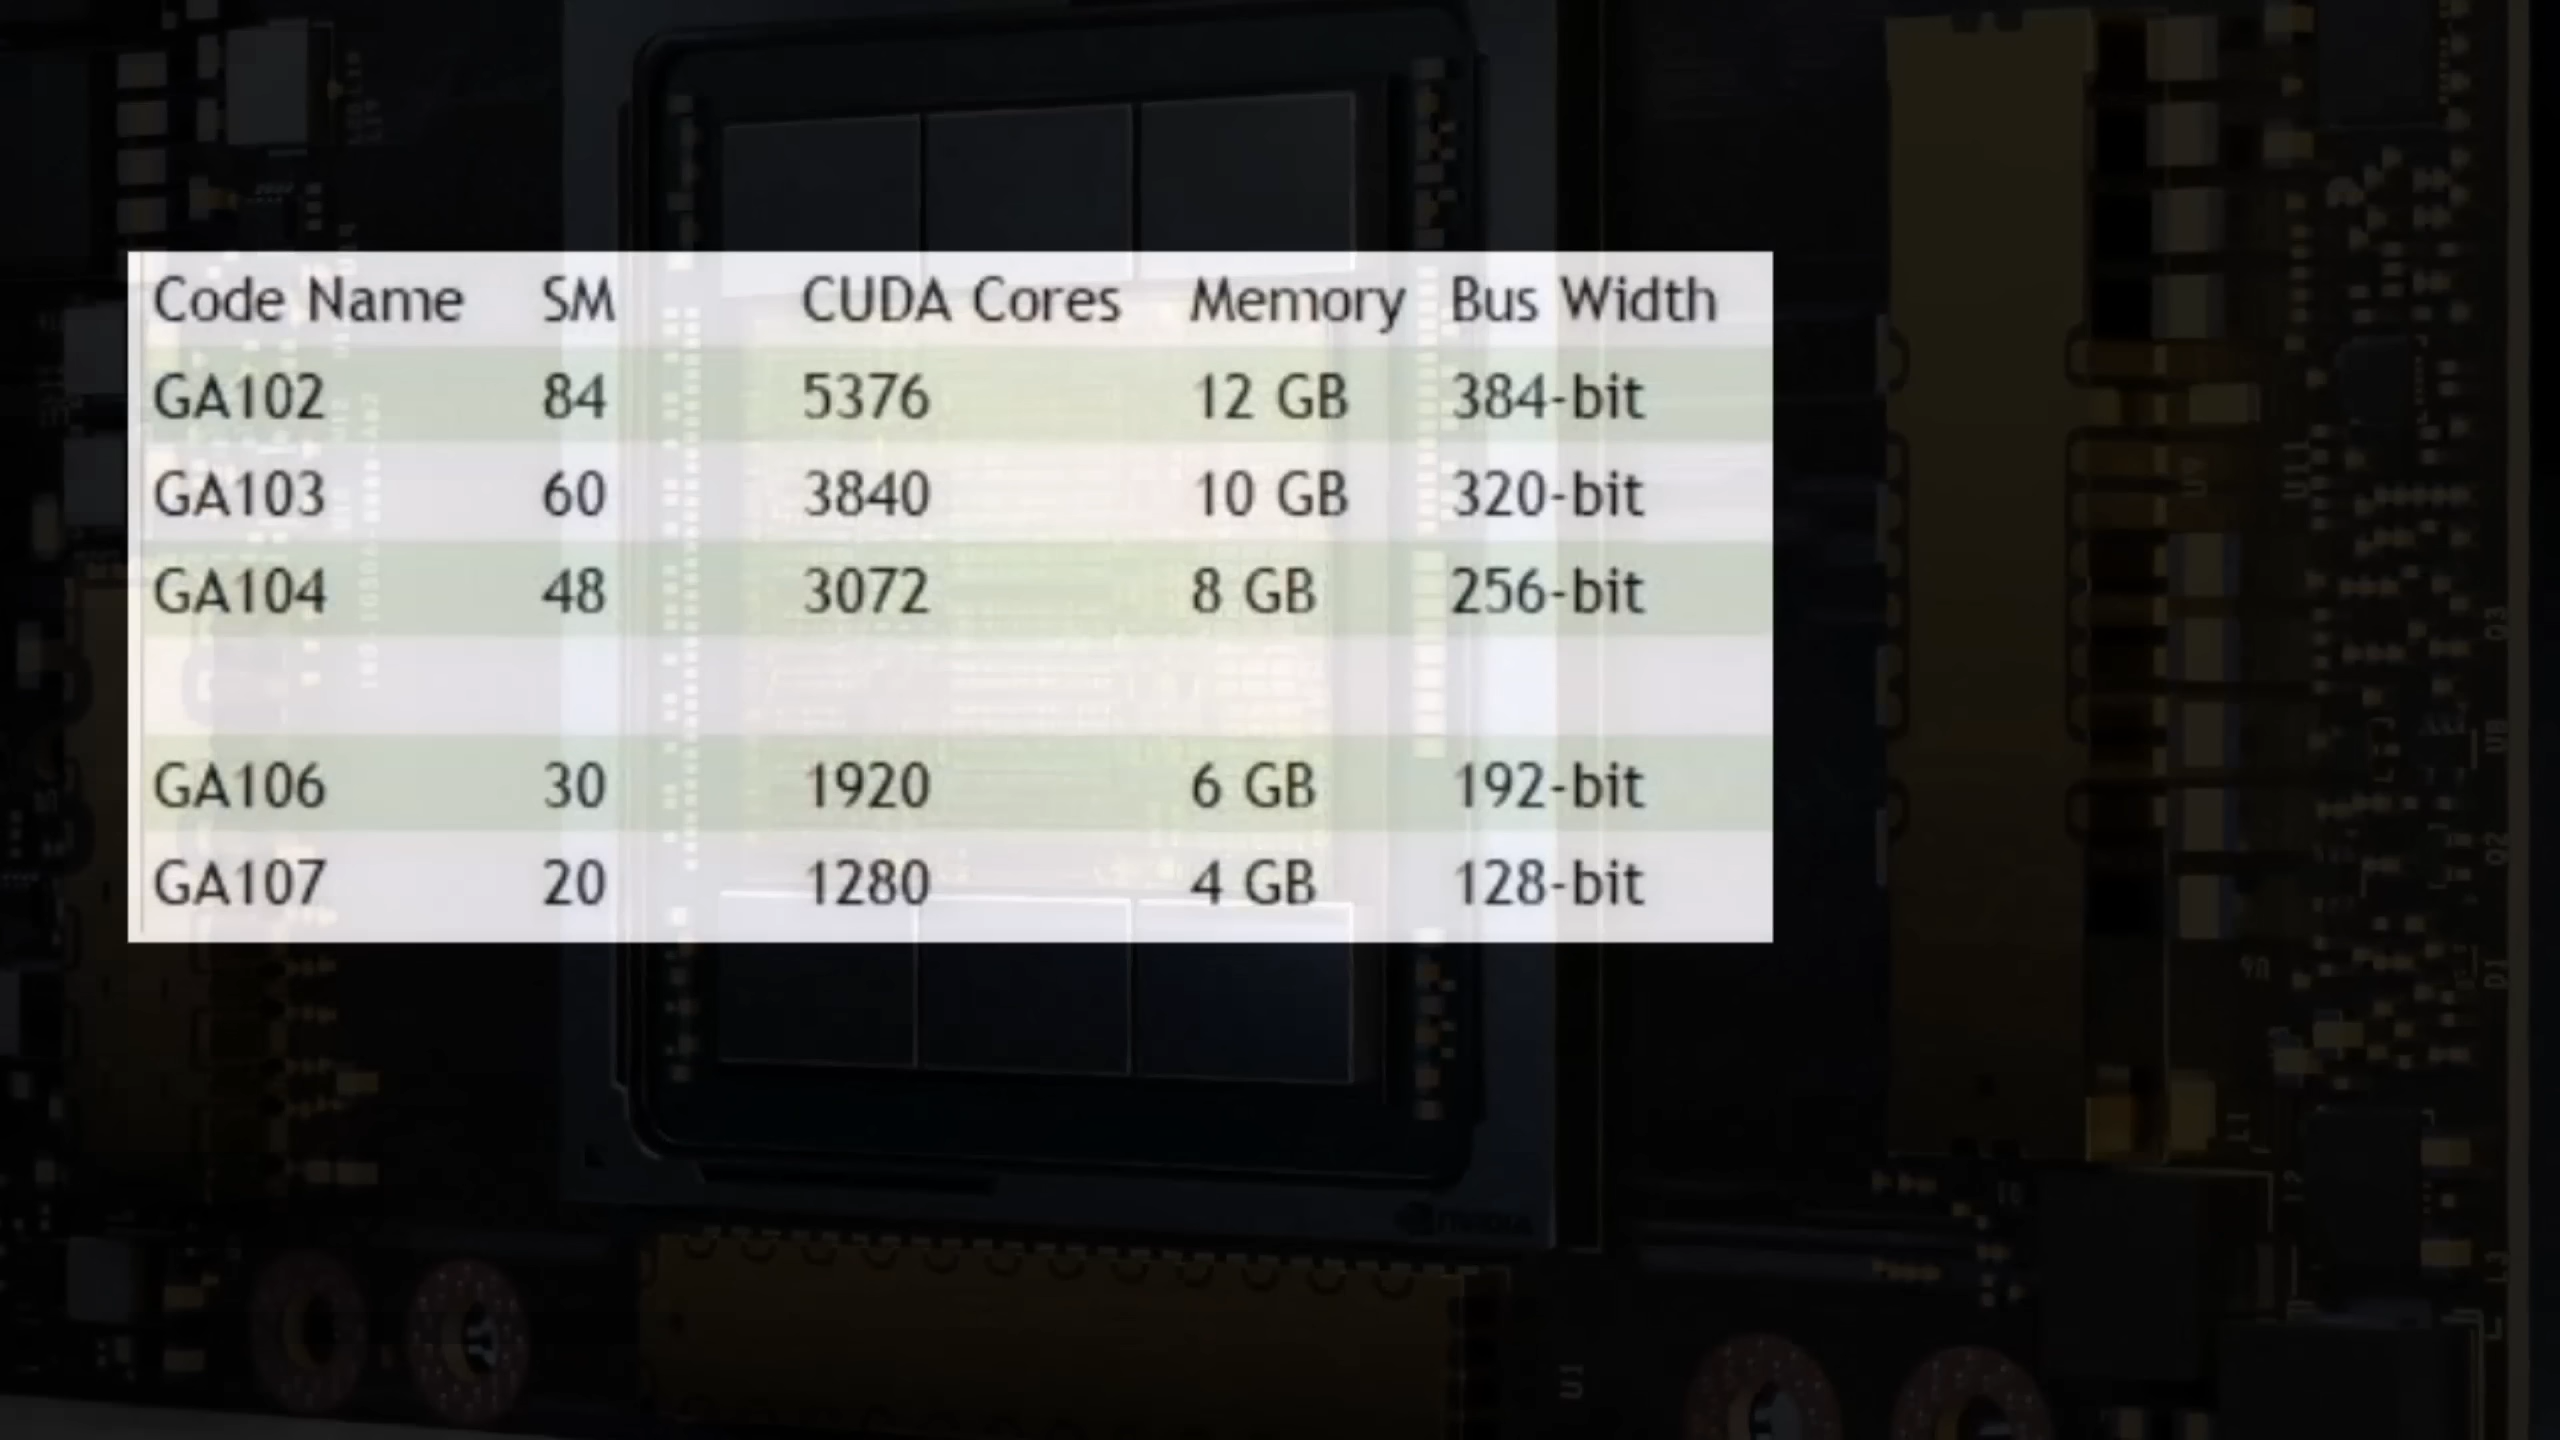 Code Name SM CUDA Cores Memory Bus Width
GA102 84 5376 12 GB 384-bit
GA103 60 3840 10 GB 320-bit
GA104 48 3072 8 GB 256-bit
GA106 30 1920 6 GB 192-bit
GA107 20 1280 4 GB 128-bit
U1